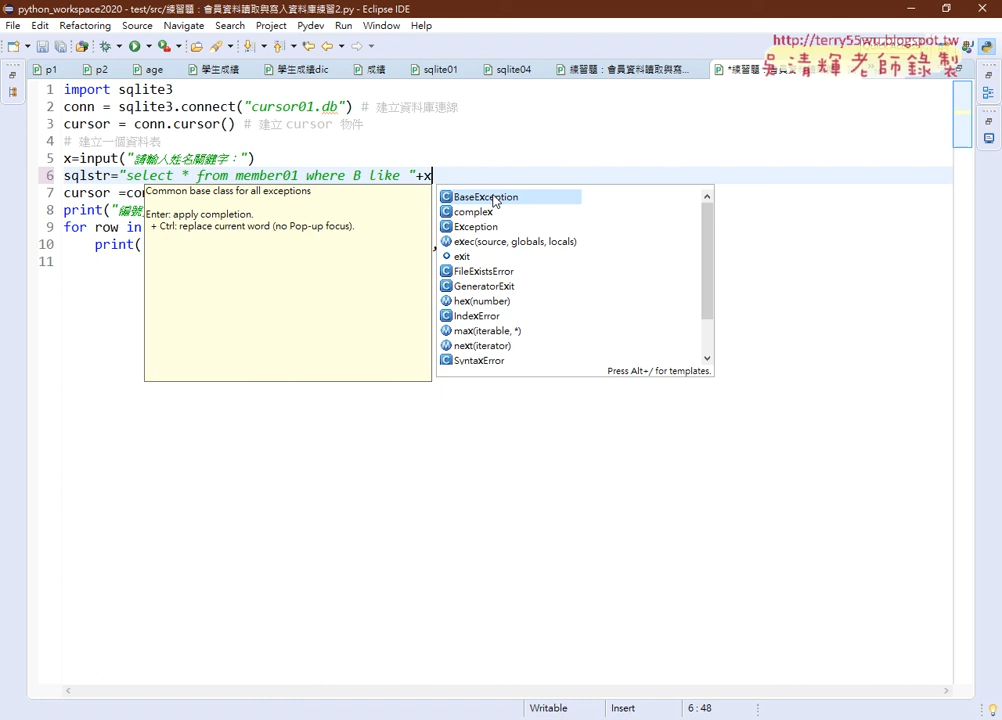 python_workspace2020 - test/src/練習題：會員資料讀取與寫入資料庫練習2.py - Eclipse IDE
File Edit Refactoring Source Navigate Search Project Pydev Run Window Help
http://terry55wu.blogspot.tw
吳清輝老師錄製
p1 p2 age 學生成績 學生成績dic 成績 sqlite01 sqlite04 練習題：會員資料讀取與寫...
1 import sqlite3
2 conn = sqlite3.connect("cursor01.db") # 建立資料庫連線
3 cursor = conn.cursor() # 建立 cursor 物件
4 # 建立一個資料表
5 x=input("請輸入姓名關鍵字：")
6 sqlstr="select * from member01 where B like "+x
7 cursor =con
8 print("編號
9 for row in
10 print(
11
Common base class for all exceptions
Enter: apply completion.
+ Ctrl: replace current word (no Pop-up focus).
BaseException
complex
Exception
exec(source, globals, locals)
exit
FileExistsError
GeneratorExit
hex(number)
IndexError
max(iterable, *)
next(iterator)
SyntaxError
Press Alt+/ for templates.
Writable Insert 6 : 48